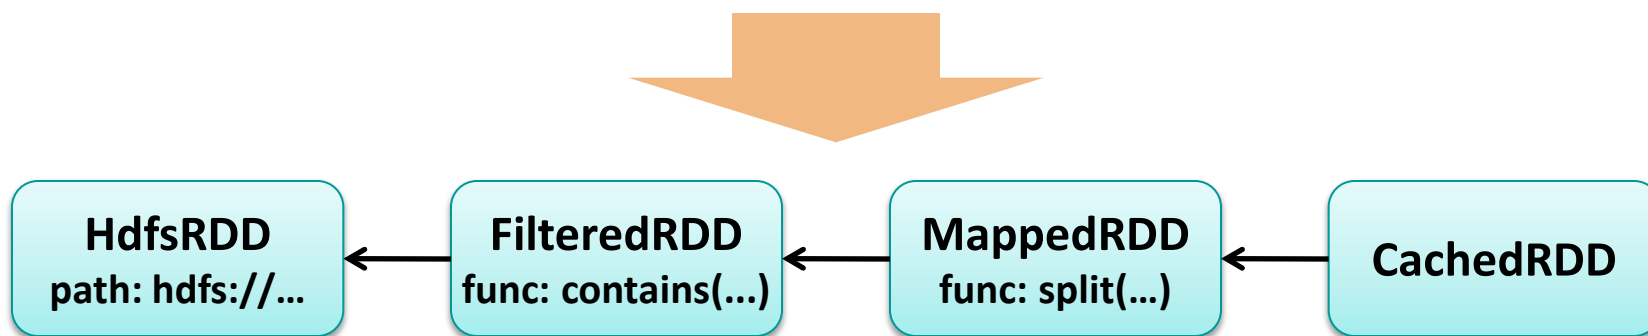 HdfsRDD
path: hdfs://…
FilteredRDD
func: contains(...)
MappedRDD
func: split(…)
CachedRDD